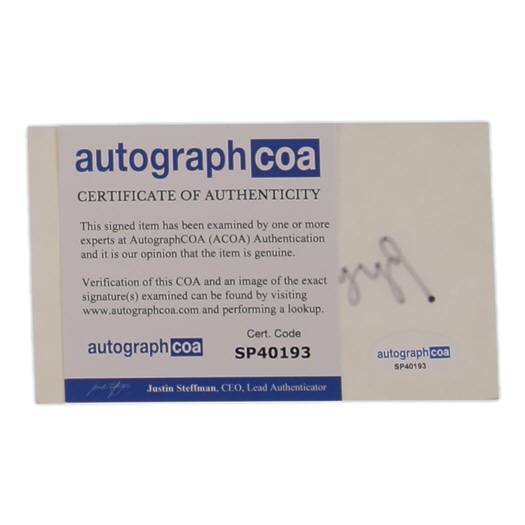 autographcoa
CERTIFICATE OF AUTHENTICITY
This signed item has been examined by one or more
experts at AutographCOA (ACOA) Authentication
and it is our opinion that the item is genuine.
Verification of this COA and an image of the exact
signature(s) examined can be found by visiting
www.autographcoa.com and performing a lookup.
autographcoa
Cert. Code
SP40193
Justin Steffman, CEO, Lead Authenticator
autographcoa
SP40193